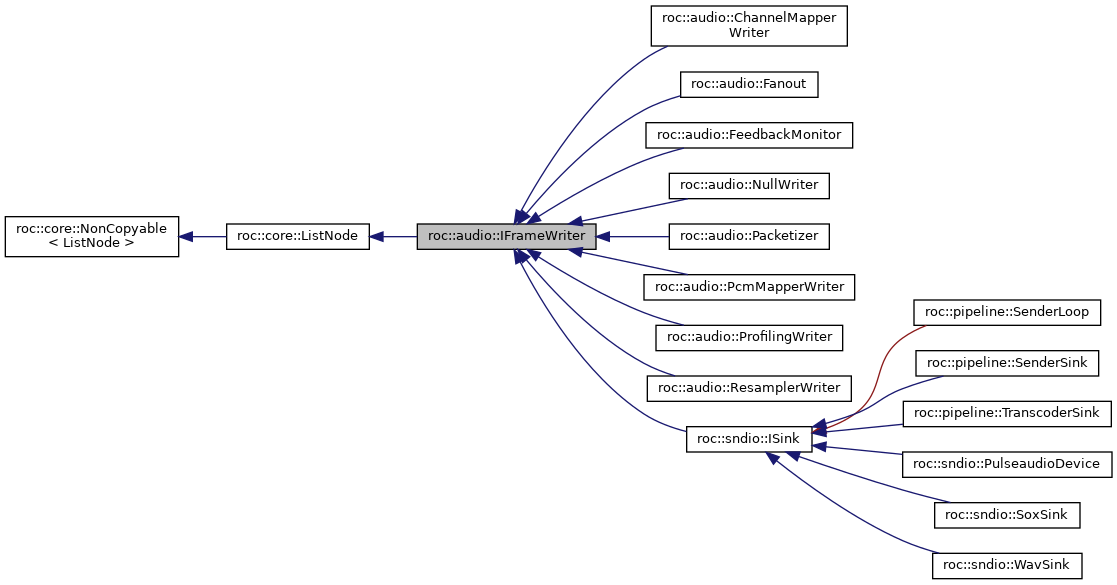 roc::audio::ChannelMapper
Writer
roc::audio::Fanout
roc::audio::FeedbackMonitor
roc::audio::NullWriter
roc::core::NonCopyable
< ListNode >
roc::core::ListNode
roc::audio::IFrameWriter
roc::audio::Packetizer
roc::audio::PcmMapperWriter
roc::audio::ProfilingWriter
roc::audio::ResamplerWriter
roc::sndio::ISink
roc::pipeline::SenderLoop
roc::pipeline::SenderSink
roc::pipeline::TranscoderSink
roc::sndio::PulseaudioDevice
roc::sndio::SoxSink
roc::sndio::WavSink